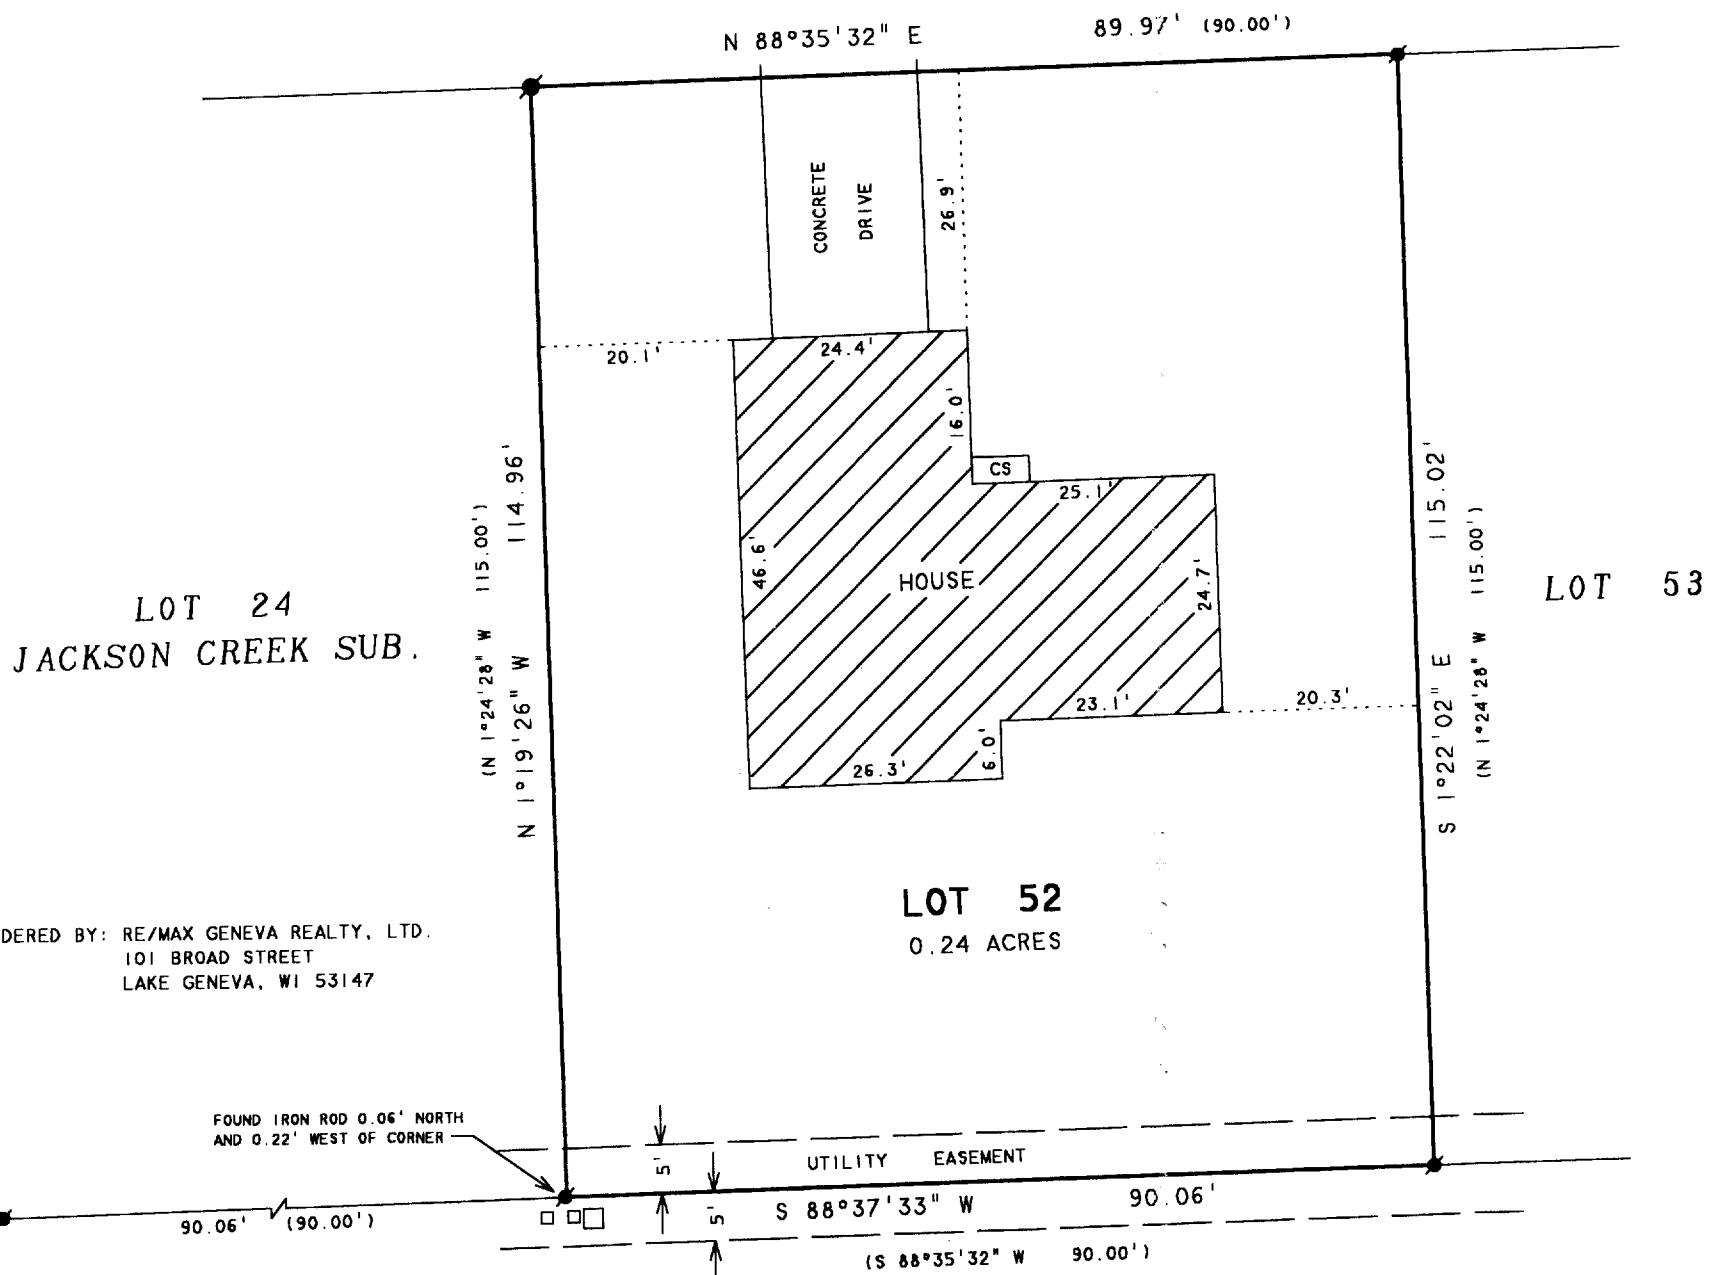 N 88°35'32" E 89.97' (90.00')
CONCRETE
DRIVE
26.9'
20.1'
24.4'
16.0'
CS
25.1'
46.6'
HOUSE
24.7'
23.1'
20.3'
6.0'
26.3'
(N 1°24'28" W 115.00')
N 1°19'26" W 114.96'
S 1°22'02" E 115.02'
(N 1°24'28" W 115.00')
LOT 24
JACKSON CREEK SUB.
LOT 53
LOT 52
0.24 ACRES
DERED BY: RE/MAX GENEVA REALTY, LTD.
101 BROAD STREET
LAKE GENEVA, WI 53147
FOUND IRON ROD 0.06' NORTH
AND 0.22' WEST OF CORNER
5'
UTILITY EASEMENT
5'
S 88°37'33" W 90.06'
90.06' (90.00')
(S 88°35'32" W 90.00')